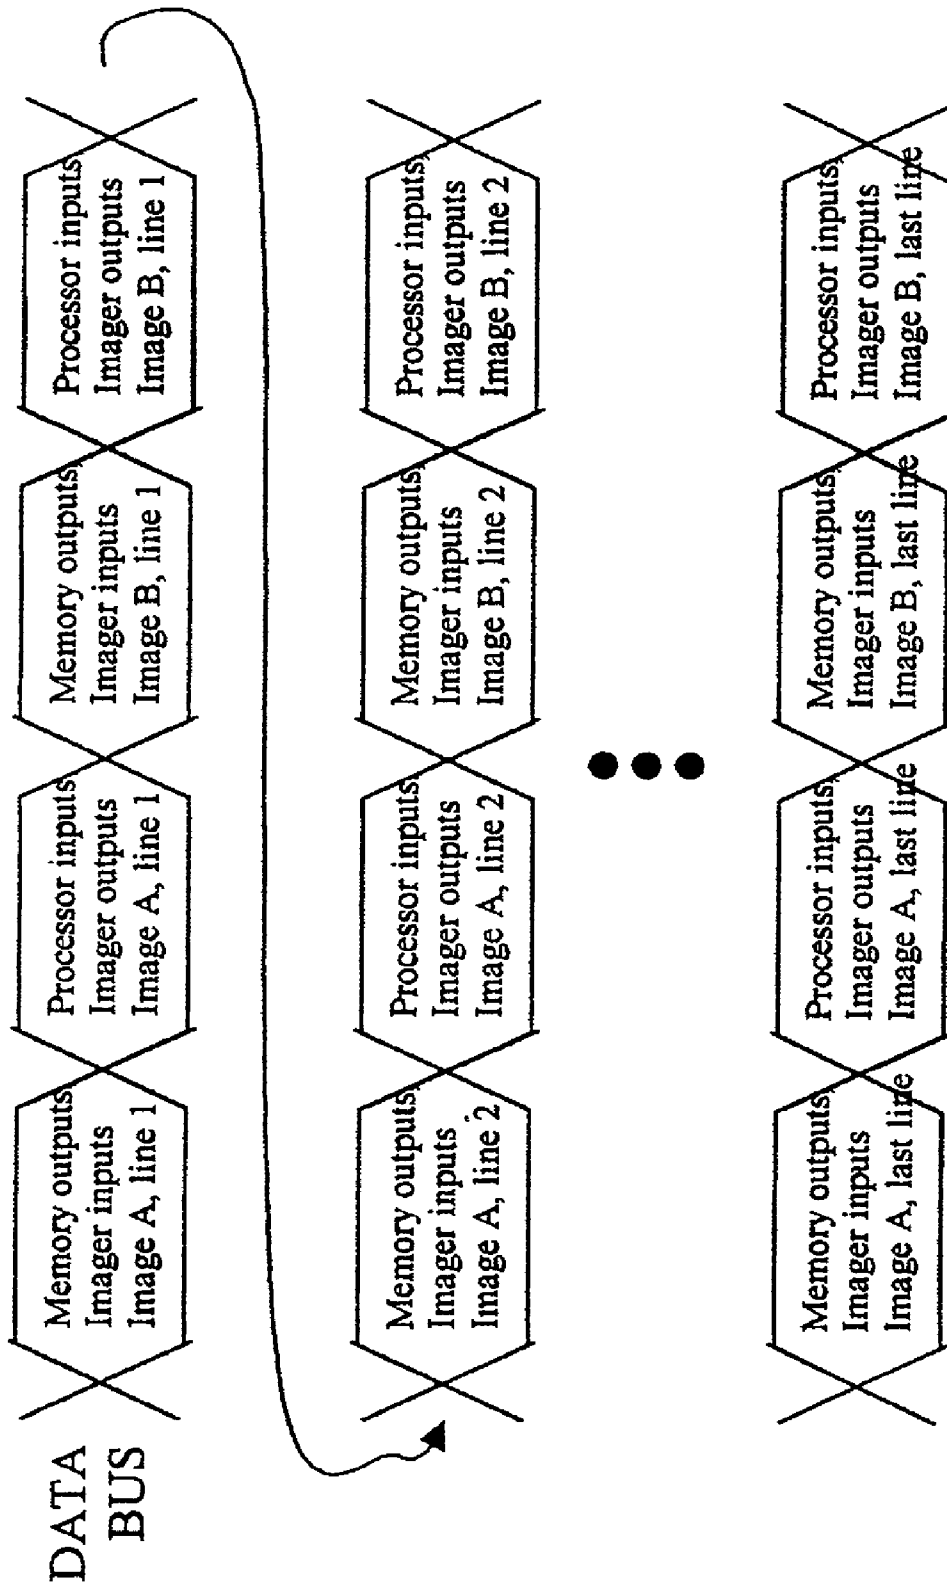 DATA
BUS
Memory outputs,
Imager inputs
Image A, line 1
Processor inputs,
Imager outputs
Image A, line 1
Memory outputs,
Imager inputs
Image B, line 1
Processor inputs,
Imager outputs
Image B, line 1
Memory outputs,
Imager inputs
Image A, line 2
Processor inputs,
Imager outputs
Image A, line 2
Memory outputs,
Imager inputs
Image B, line 2
Processor inputs,
Imager outputs
Image B, line 2
Memory outputs,
Imager inputs
Image A, last line
Processor inputs,
Imager outputs
Image A, last line
Memory outputs,
Imager inputs
Image B, last line
Processor inputs,
Imager outputs
Image B, last line